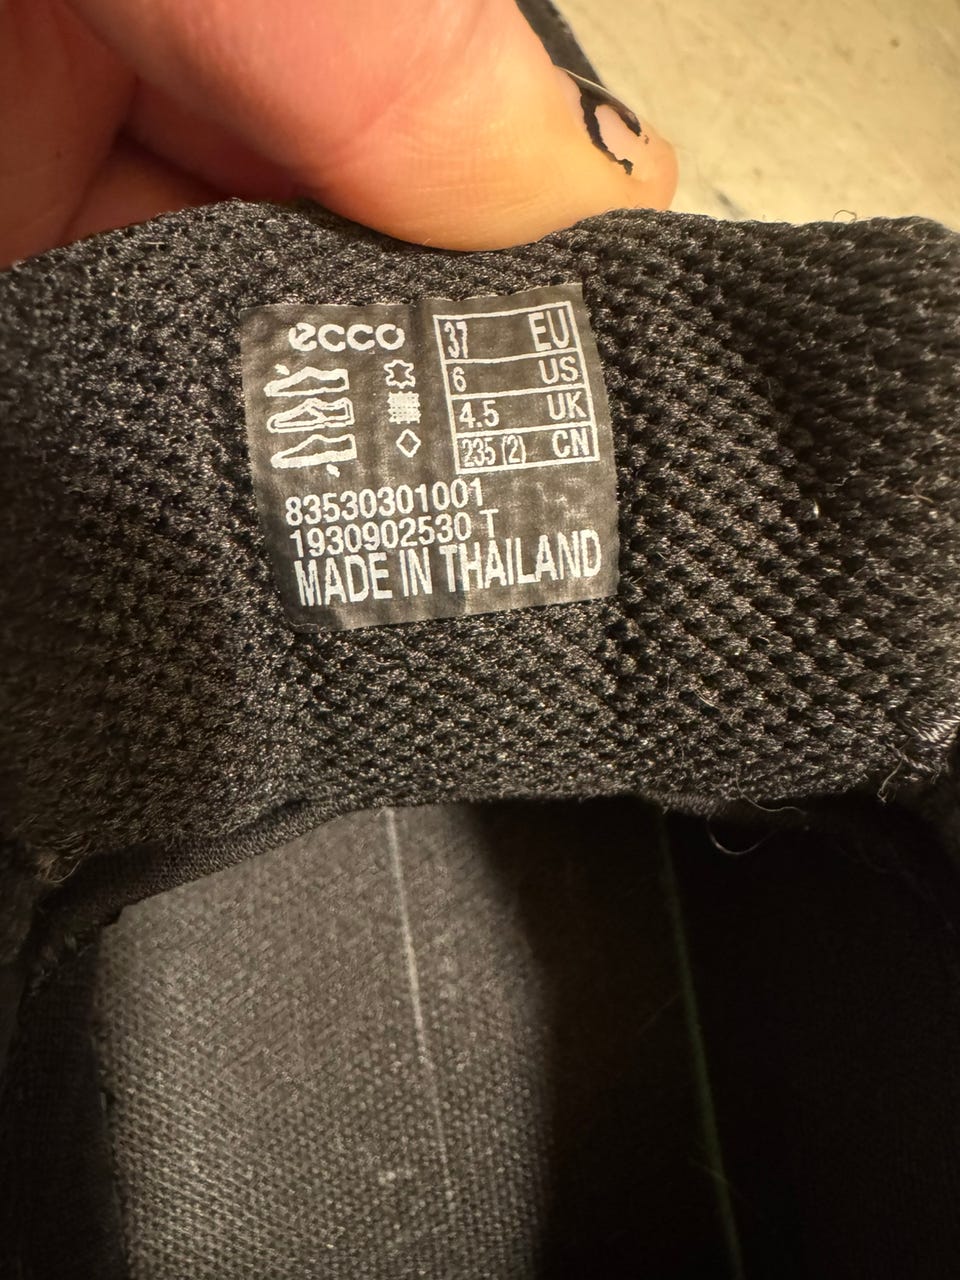 ecco
37 EU
6 US
4.5 UK
235 (2) CN
83530301001
1930902530 T
MADE IN THAILAND